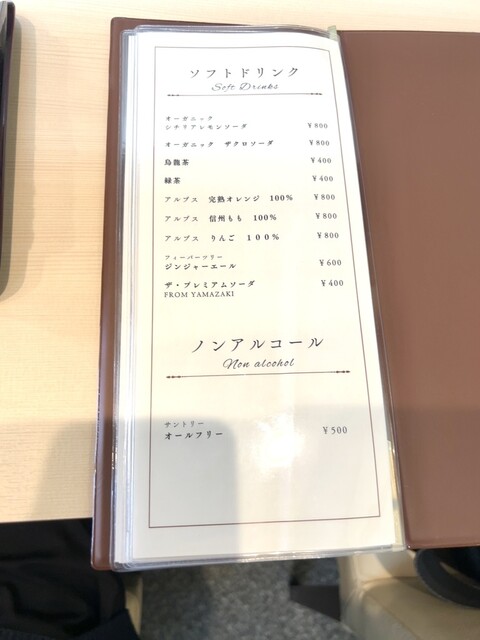 ソフトドリンク
Soft Drinks
オーガニック
シチリアレモンソーダ ¥800
オーガニック ザクロソーダ ¥800
烏龍茶 ¥400
緑茶 ¥400
アルプス 完熟オレンジ 100% ¥800
アルプス 信州もも 100% ¥800
アルプス りんご 100% ¥800
フィーバーツリー
ジンジャーエール ¥600
ザ・プレミアムソーダ ¥400
FROM YAMAZAKI
ノンアルコール
Non alcohol
サントリー
オールフリー ¥500